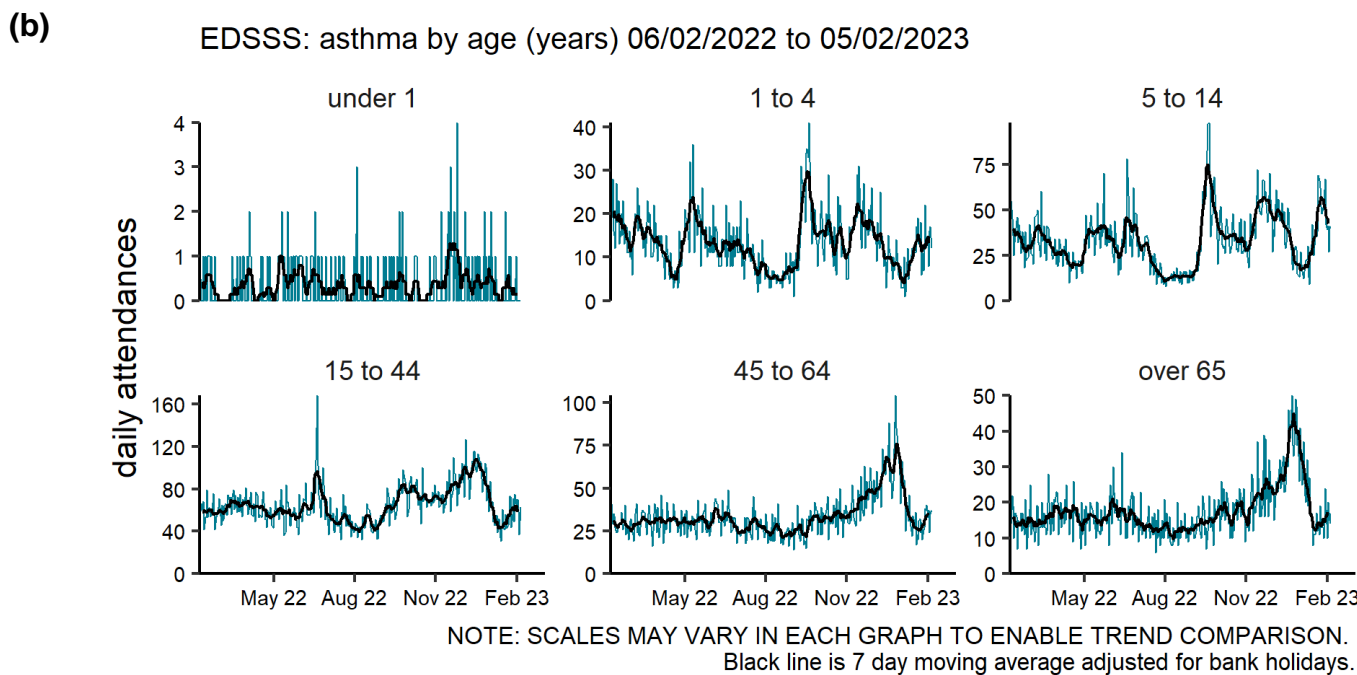 (b)
EDSSS: asthma by age (years) 06/02/2022 to 05/02/2023
daily attendances
under 1
4
3
2
1
0
1 to 4
40
30
20
10
0
5 to 14
75
50
25
0
15 to 44
160
120
80
40
0
May 22 Aug 22 Nov 22 Feb 23
45 to 64
100
75
50
25
0
May 22 Aug 22 Nov 22 Feb 23
over 65
50
40
30
20
10
0
May 22 Aug 22 Nov 22 Feb 23
NOTE: SCALES MAY VARY IN EACH GRAPH TO ENABLE TREND COMPARISON.
Black line is 7 day moving average adjusted for bank holidays.